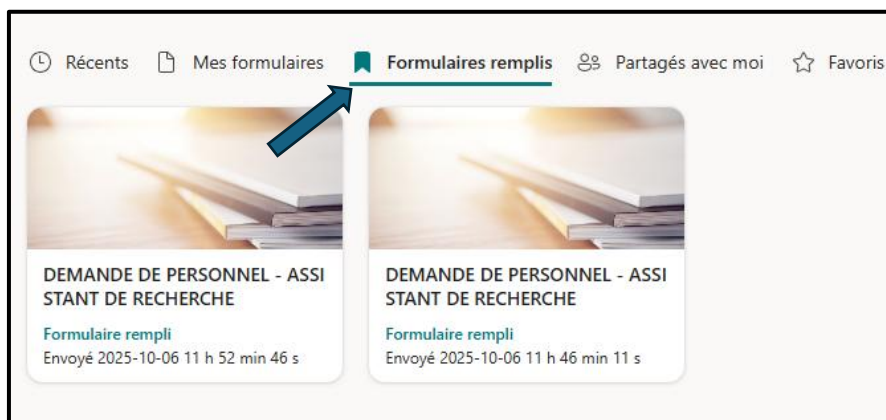 Récents Mes formulaires Formulaires remplis Partagés avec moi Favoris
DEMANDE DE PERSONNEL - ASSI
STANT DE RECHERCHE
Formulaire rempli
Envoyé 2025-10-06 11 h 52 min 46 s
DEMANDE DE PERSONNEL - ASSI
STANT DE RECHERCHE
Formulaire rempli
Envoyé 2025-10-06 11 h 46 min 11 s